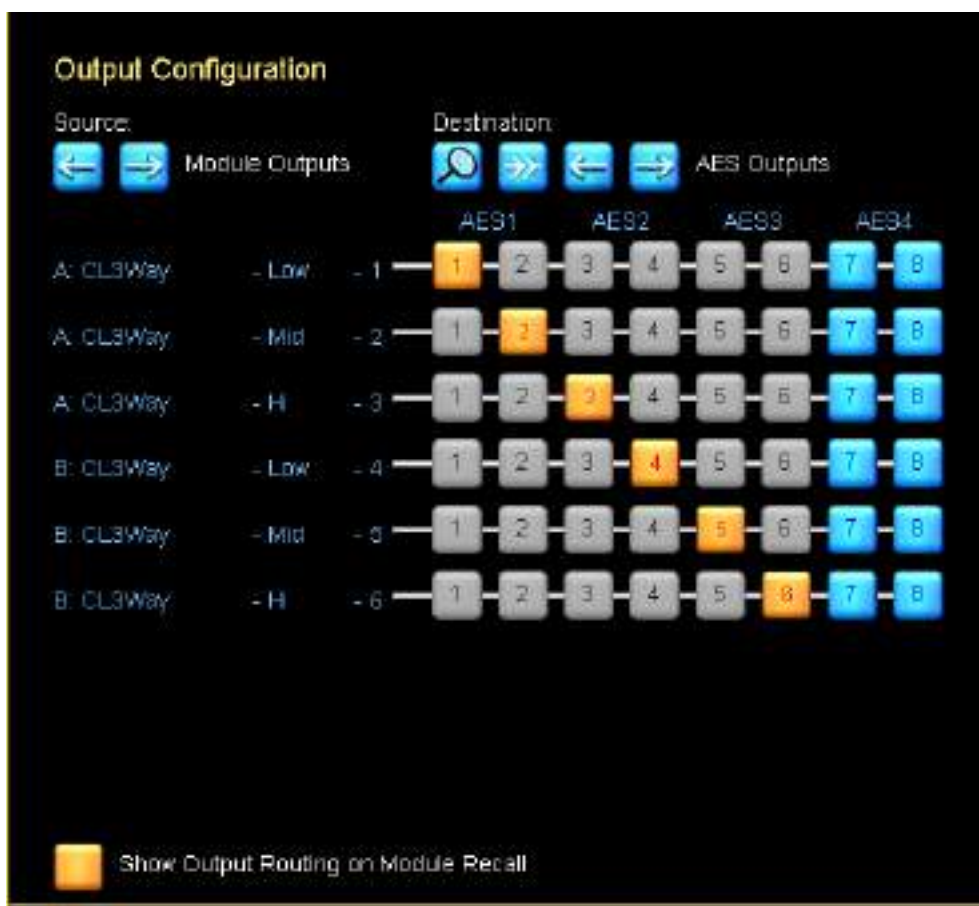 Output Configuration
Source: Destination:
Module Outputs AES Outputs
AES1 AES2 AES3 AES4
A: CL3Way - Low - 1 1 2 3 4 5 6 7 8
A: CL3Way - Mid - 2 1 2 3 4 5 6 7 8
A: CL3Way - Hi - 3 1 2 3 4 5 6 7 8
B: CL3Way - Low - 4 1 2 3 4 5 6 7 8
B: CL3Way - Mid - 5 1 2 3 4 5 6 7 8
B: CL3Way - Hi - 6 1 2 3 4 5 6 7 8
Show Output Routing on Module Recall